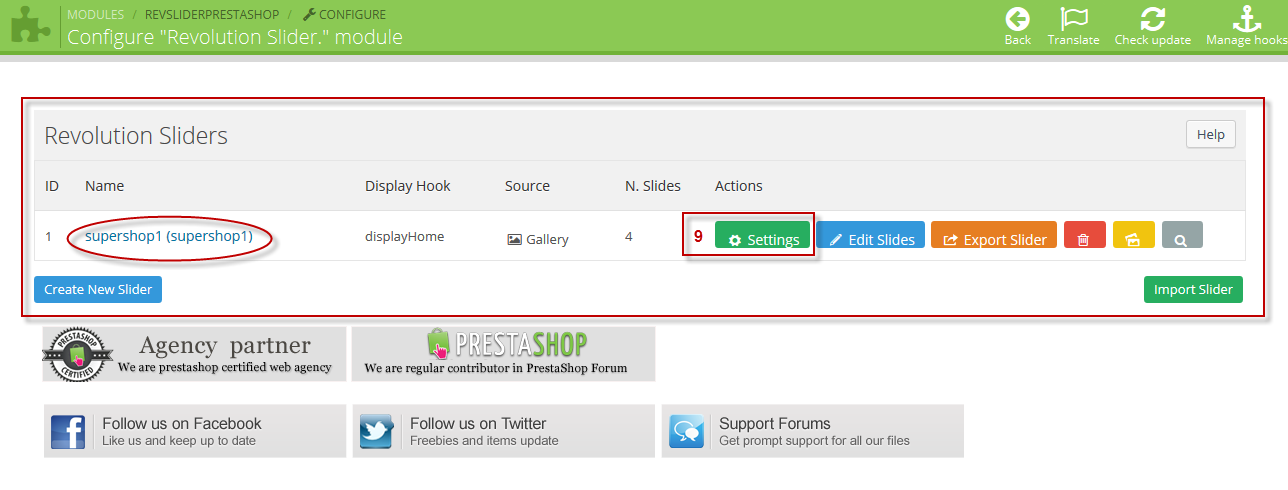 MODULES / REVSLIDERPRESTASHOP / CONFIGURE
Configure "Revolution Slider." module
Back Translate Check update Manage hooks
Revolution Sliders
Help
ID Name Display Hook Source N. Slides Actions
1 supershop1 (supershop1) displayHome Gallery 4 9 Settings Edit Slides Export Slider
Create New Slider Import Slider
PRESTASHOP
CERTIFIED
Agency partner
We are prestashop certified web agency
PRESTASHOP
We are regular contributor in PrestaShop Forum
Follow us on Facebook
Like us and keep up to date
Follow us on Twitter
Freebies and items update
Support Forums
Get prompt support for all our files